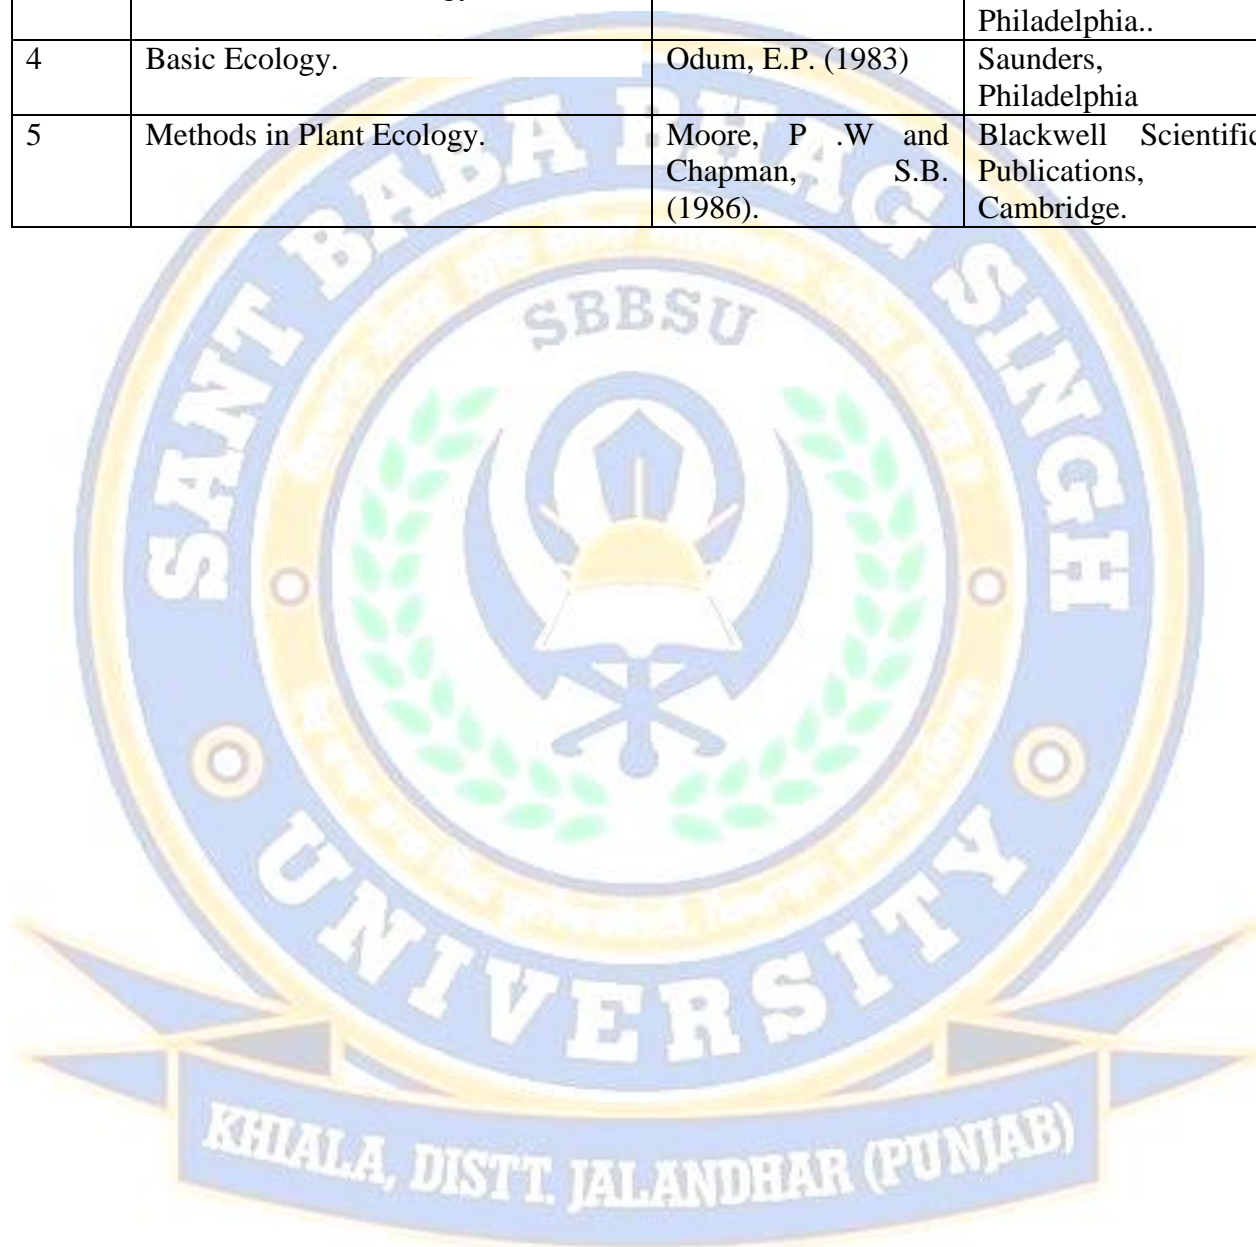 Philadelphia..
4 Basic Ecology. Odum, E.P. (1983) Saunders,
Philadelphia
5 Methods in Plant Ecology. Moore, P .W and Blackwell Scientific
Chapman, S.B. Publications,
(1986). Cambridge.
SANT BABA BHAG SINGH
SBBSU
UNIVERSITY
KHIALA, DISTT. JALANDHAR (PUNJAB)